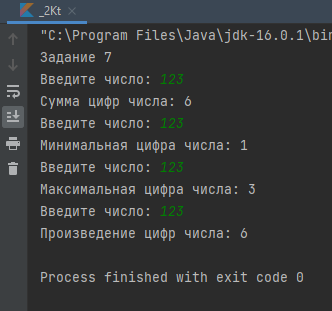 _2Kt
"C:\Program Files\Java\jdk-16.0.1\bin
Задание 7
Введите число: 123
Сумма цифр числа: 6
Введите число: 123
Минимальная цифра числа: 1
Введите число: 123
Максимальная цифра числа: 3
Введите число: 123
Произведение цифр числа: 6
Process finished with exit code 0